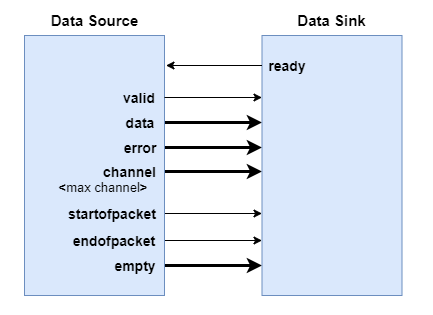 Data Source
Data Sink
ready
valid
data
error
channel
<max channel>
startofpacket
endofpacket
empty